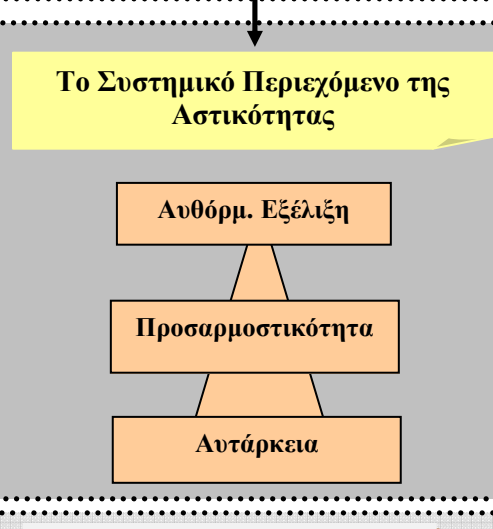 Το Συστημικό Περιεχόμενο της
Αστικότητας
Αυθόρμ. Εξέλιξη
Προσαρμοστικότητα
Αυτάρκεια